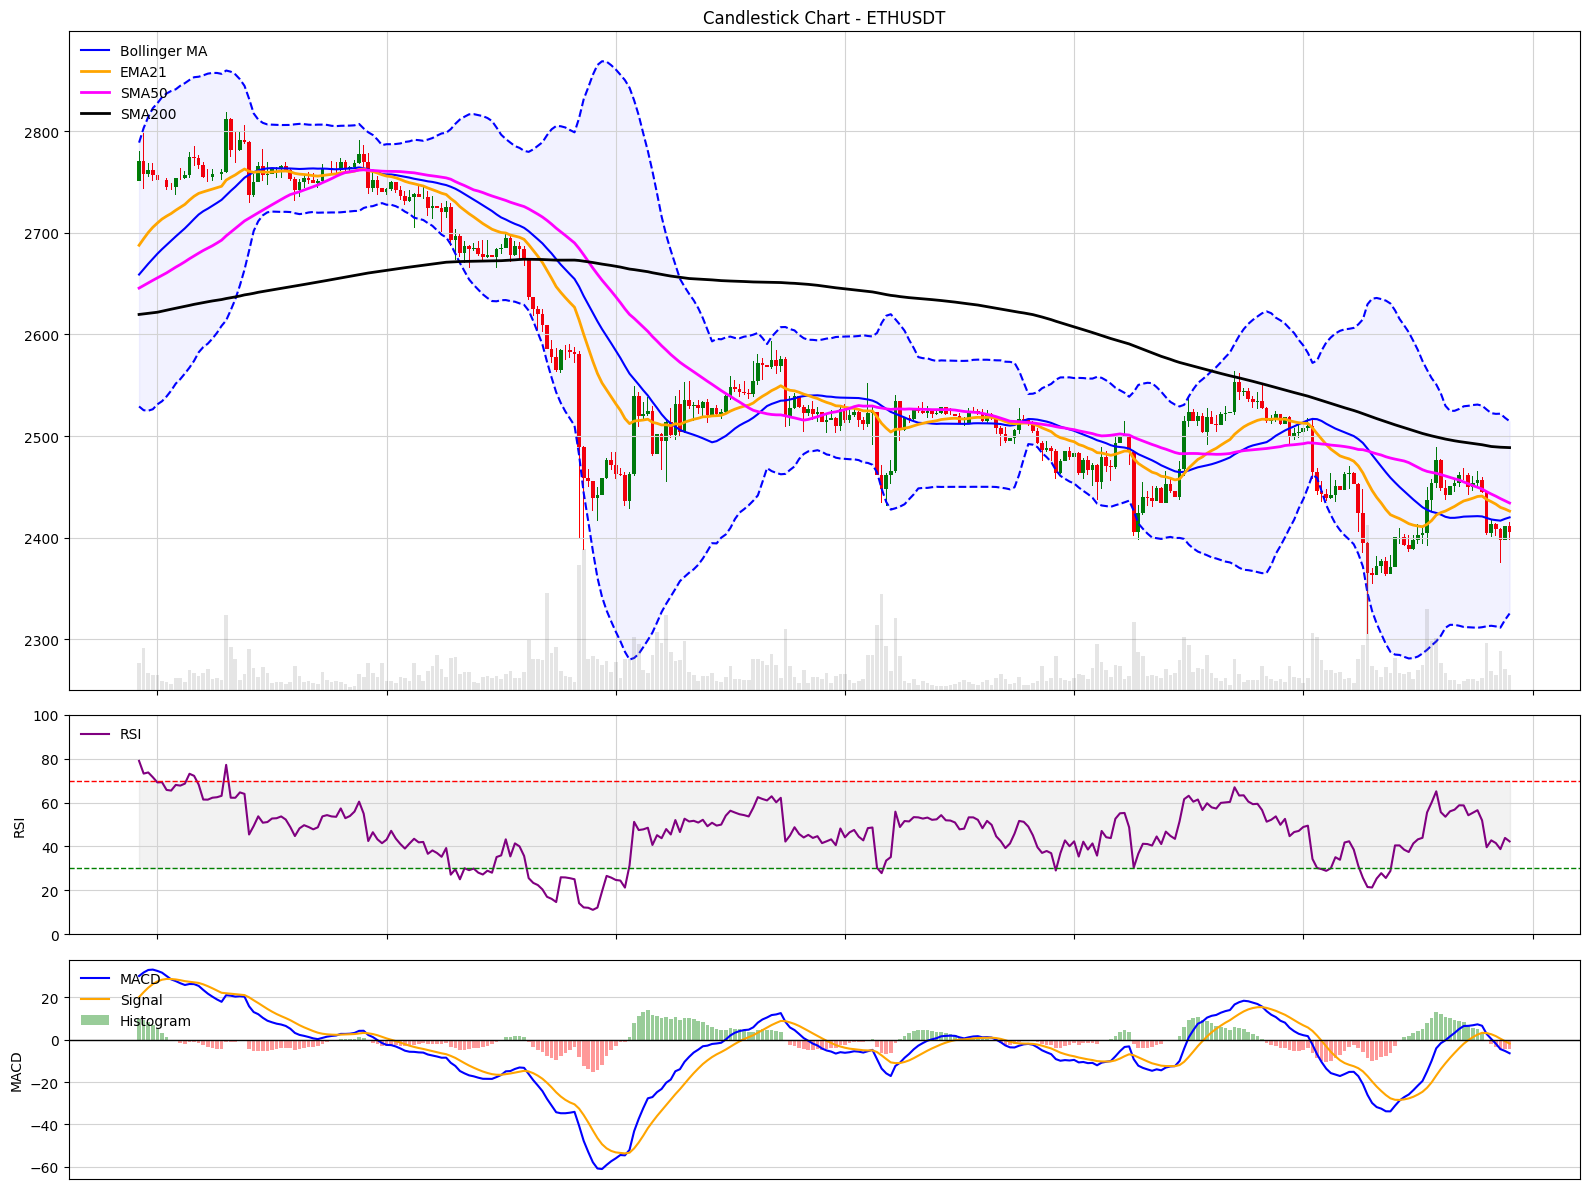 Candlestick Chart - ETHUSDT
Bollinger MA
EMA21
SMA50
SMA200
2800
2700
2600
2500
2400
2300
100
80
60
40
20
0
RSI
RSI
20
0
−20
−40
−60
MACD
MACD
Signal
Histogram